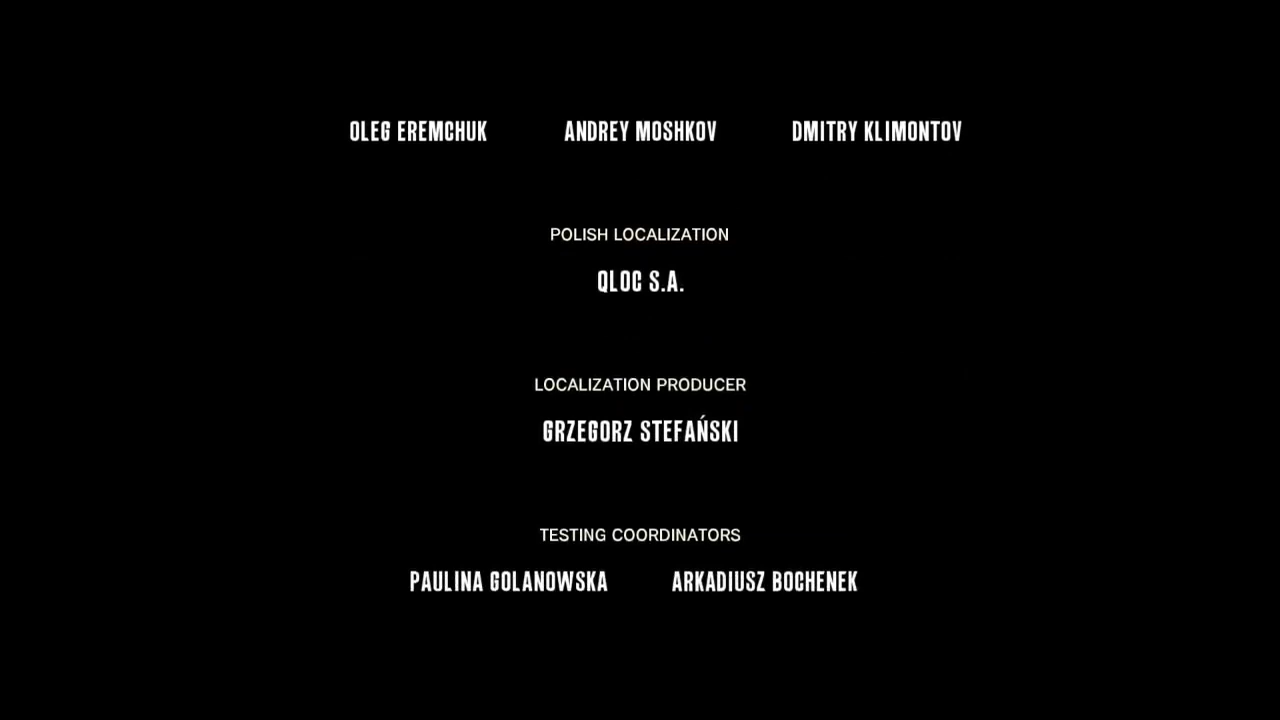 OLEG EREMCHUK ANDREY MOSHKOV DMITRY KLIMONTOV
POLISH LOCALIZATION
QLOC S.A.
LOCALIZATION PRODUCER
GRZEGORZ STEFAŃSKI
TESTING COORDINATORS
PAULINA GOLANOWSKA ARKADIUSZ BOCHENEK